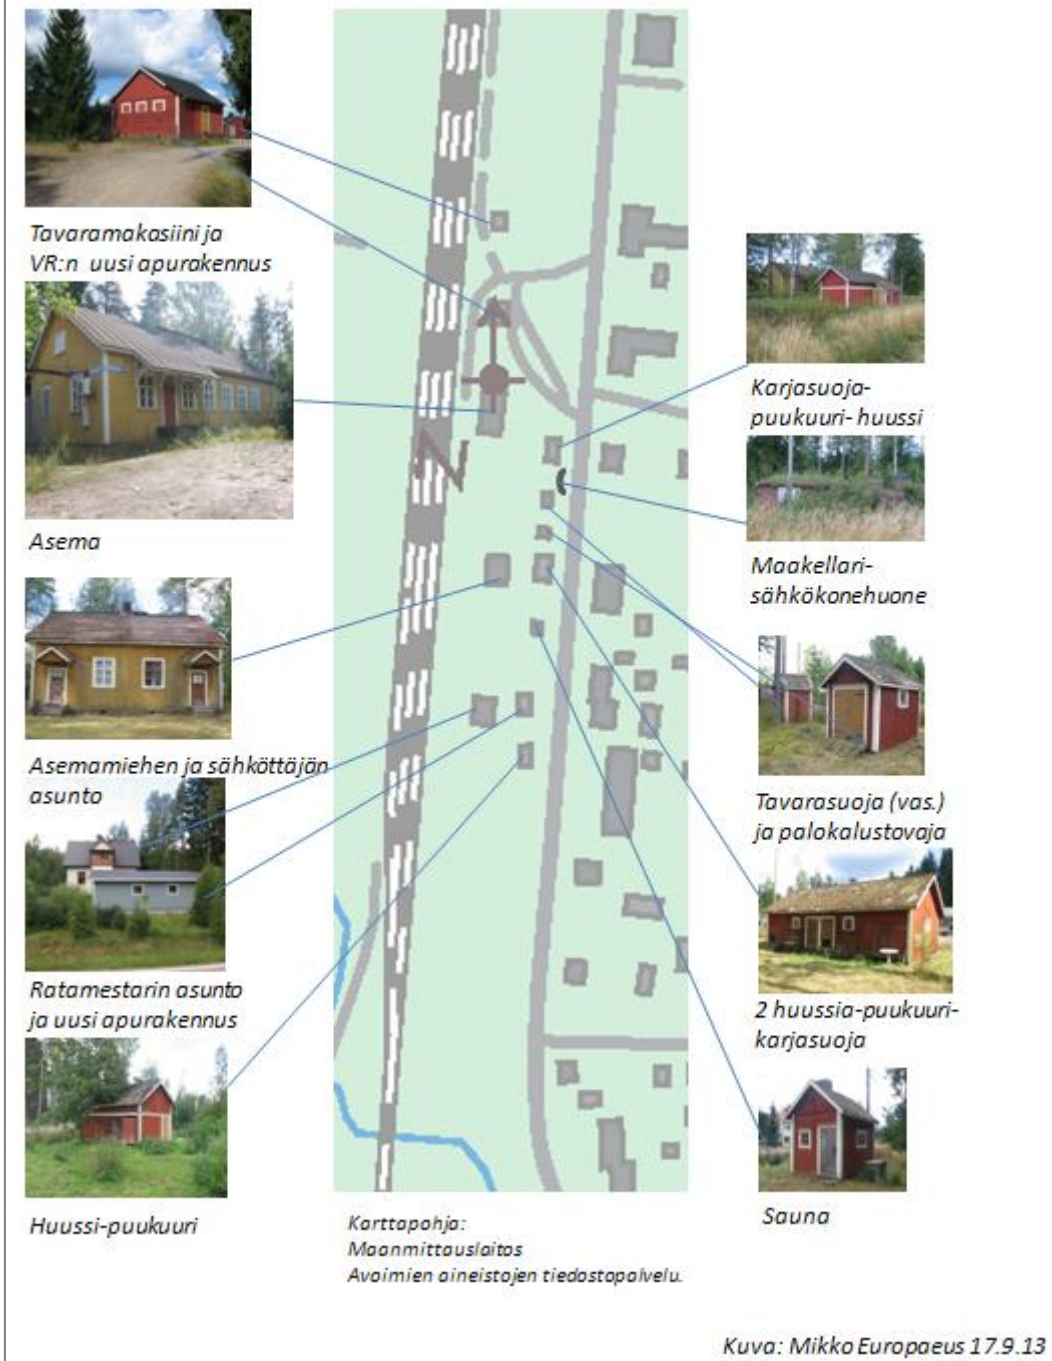 Tavaramakasiini ja
VR:n uusi apurakennus
Asema
Asemamiehen ja sähköttäjän
asunto
Ratamestarin asunto
ja uusi apurakennus
Huussi-puukuuri
N
Karttapohja:
Maanmittauslaitos
Avoimien aineistojen tiedostopalvelu.
Karjasuoja-
puukuuri- huussi
Maakellari-
sähkökonehuone
Tavarasuoja (vas.)
ja palokalustovaja
2 huussia-puukuuri-
karjasuoja
Sauna
Kuva: Mikko Europaeus 17.9.13